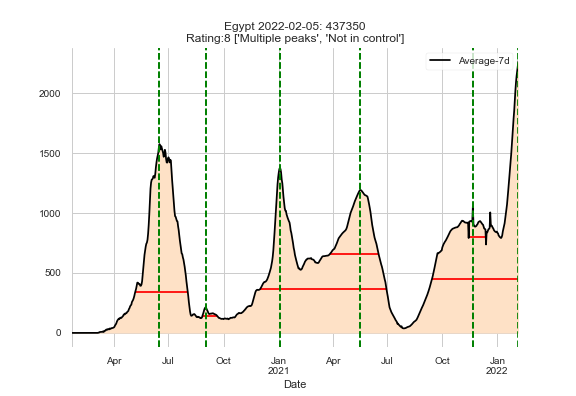 Egypt 2022-02-05: 437350
Rating:8 ['Multiple peaks', 'Not in control']
Average-7d
2000
1500
1000
500
0
Apr Jul Oct Jan Apr Jul Oct Jan
2021 2022
Date